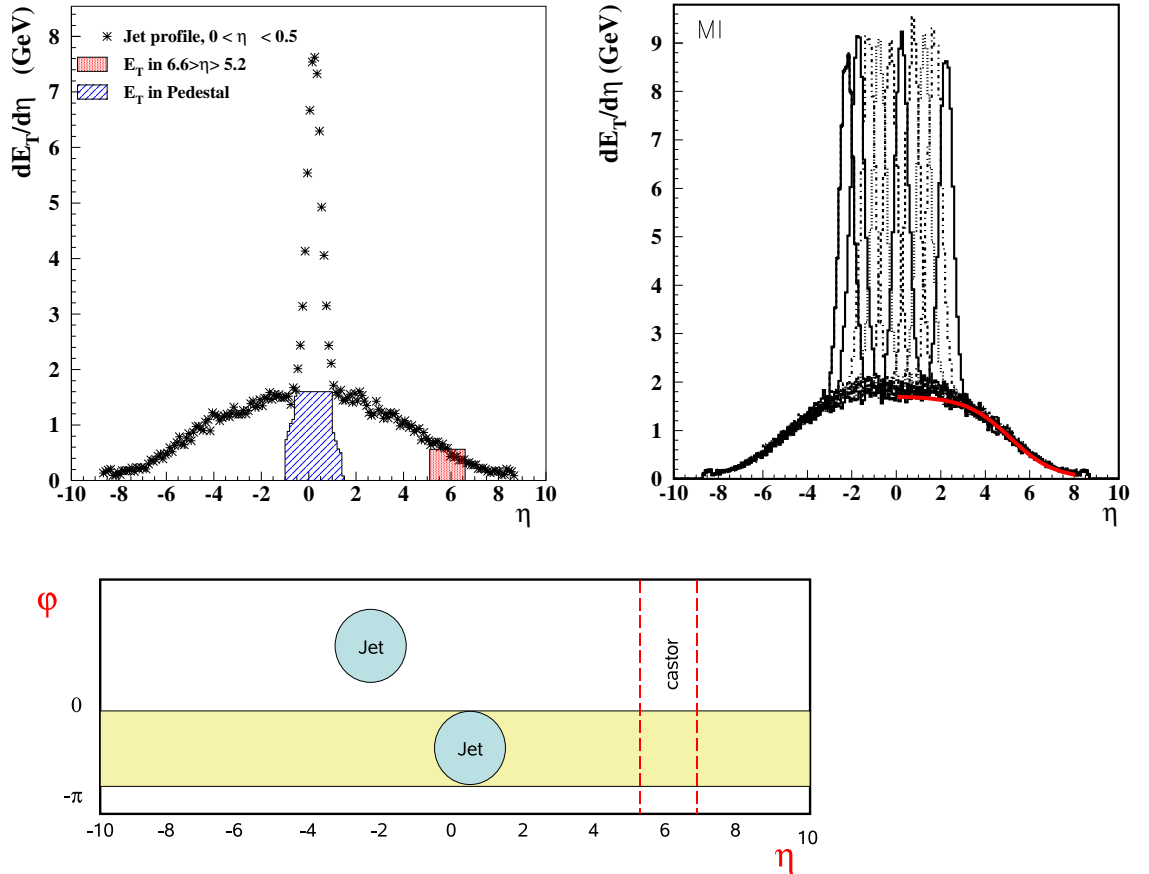 dE_T/dη (GeV)
8
7
6
5
4
3
2
1
0
Jet profile, 0 < η < 0.5
E_T in 6.6>η> 5.2
E_T in Pedestal
-10 -8 -6 -4 -2 0 2 4 6 8 10
η
dE_T/dη (GeV)
MI
9
8
7
6
5
4
3
2
1
0
-10 -8 -6 -4 -2 0 2 4 6 8 10
η
φ
0
-π
Jet
Jet
castor
-10 -8 -6 -4 -2 0 2 4 6 8 10
η